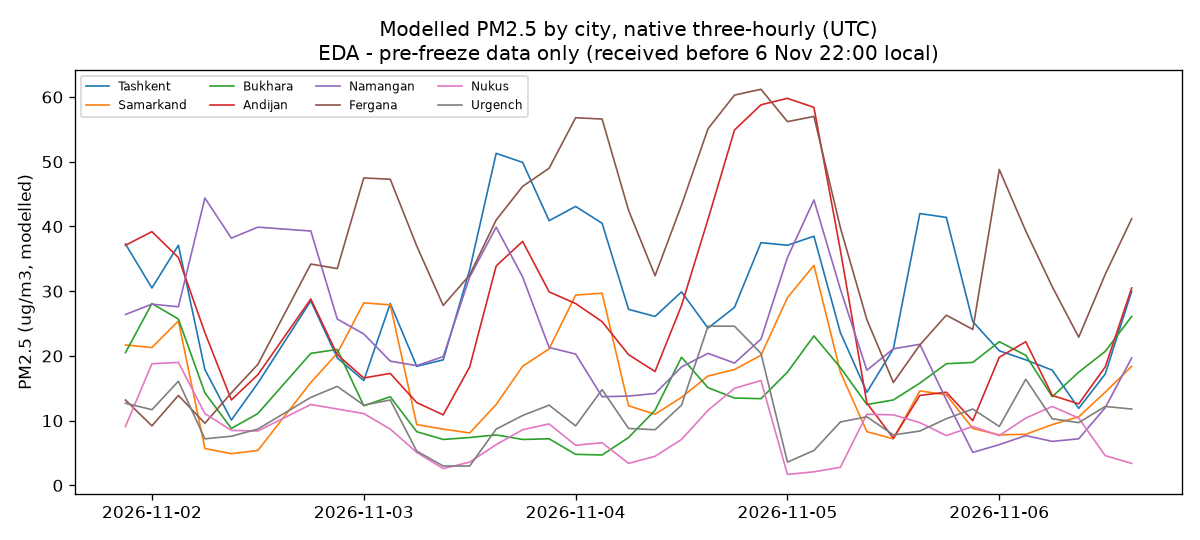 Modelled PM2.5 by city, native three-hourly (UTC)
EDA - pre-freeze data only (received before 6 Nov 22:00 local)
Tashkent Bukhara Namangan Nukus
Samarkand Andijan Fergana Urgench
PM2.5 (ug/m3, modelled)
60
50
40
30
20
10
0
2026-11-02 2026-11-03 2026-11-04 2026-11-05 2026-11-06